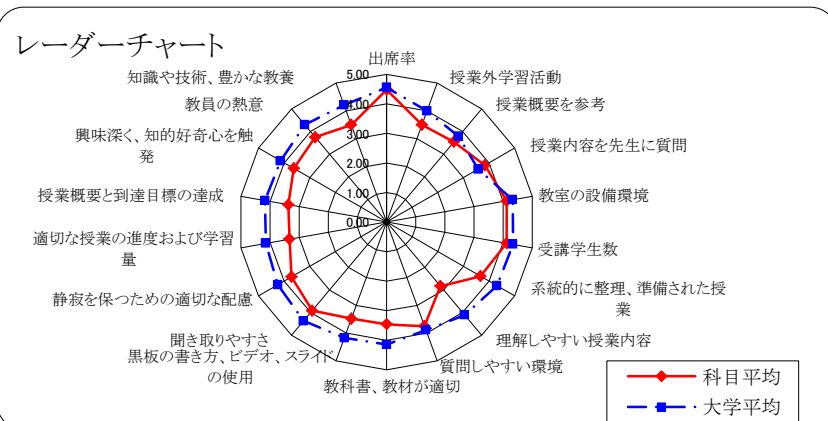 レーダーチャート
出席率
授業外学習活動
授業概要を参考
授業内容を先生に質問
教室の設備環境
受講学生数
系統的に整理、準備された授
業
理解しやすい授業内容
質問しやすい環境
教科書、教材が適切
黒板の書き方、ビデオ、スライド
の使用
聞き取りやすさ
静寂を保つための適切な配慮
適切な授業の進度および学習
量
授業概要と到達目標の達成
興味深く、知的好奇心を触
発
教員の熱意
知識や技術、豊かな教養
5.00
4.00
3.00
2.00
1.00
0.00
科目平均
大学平均